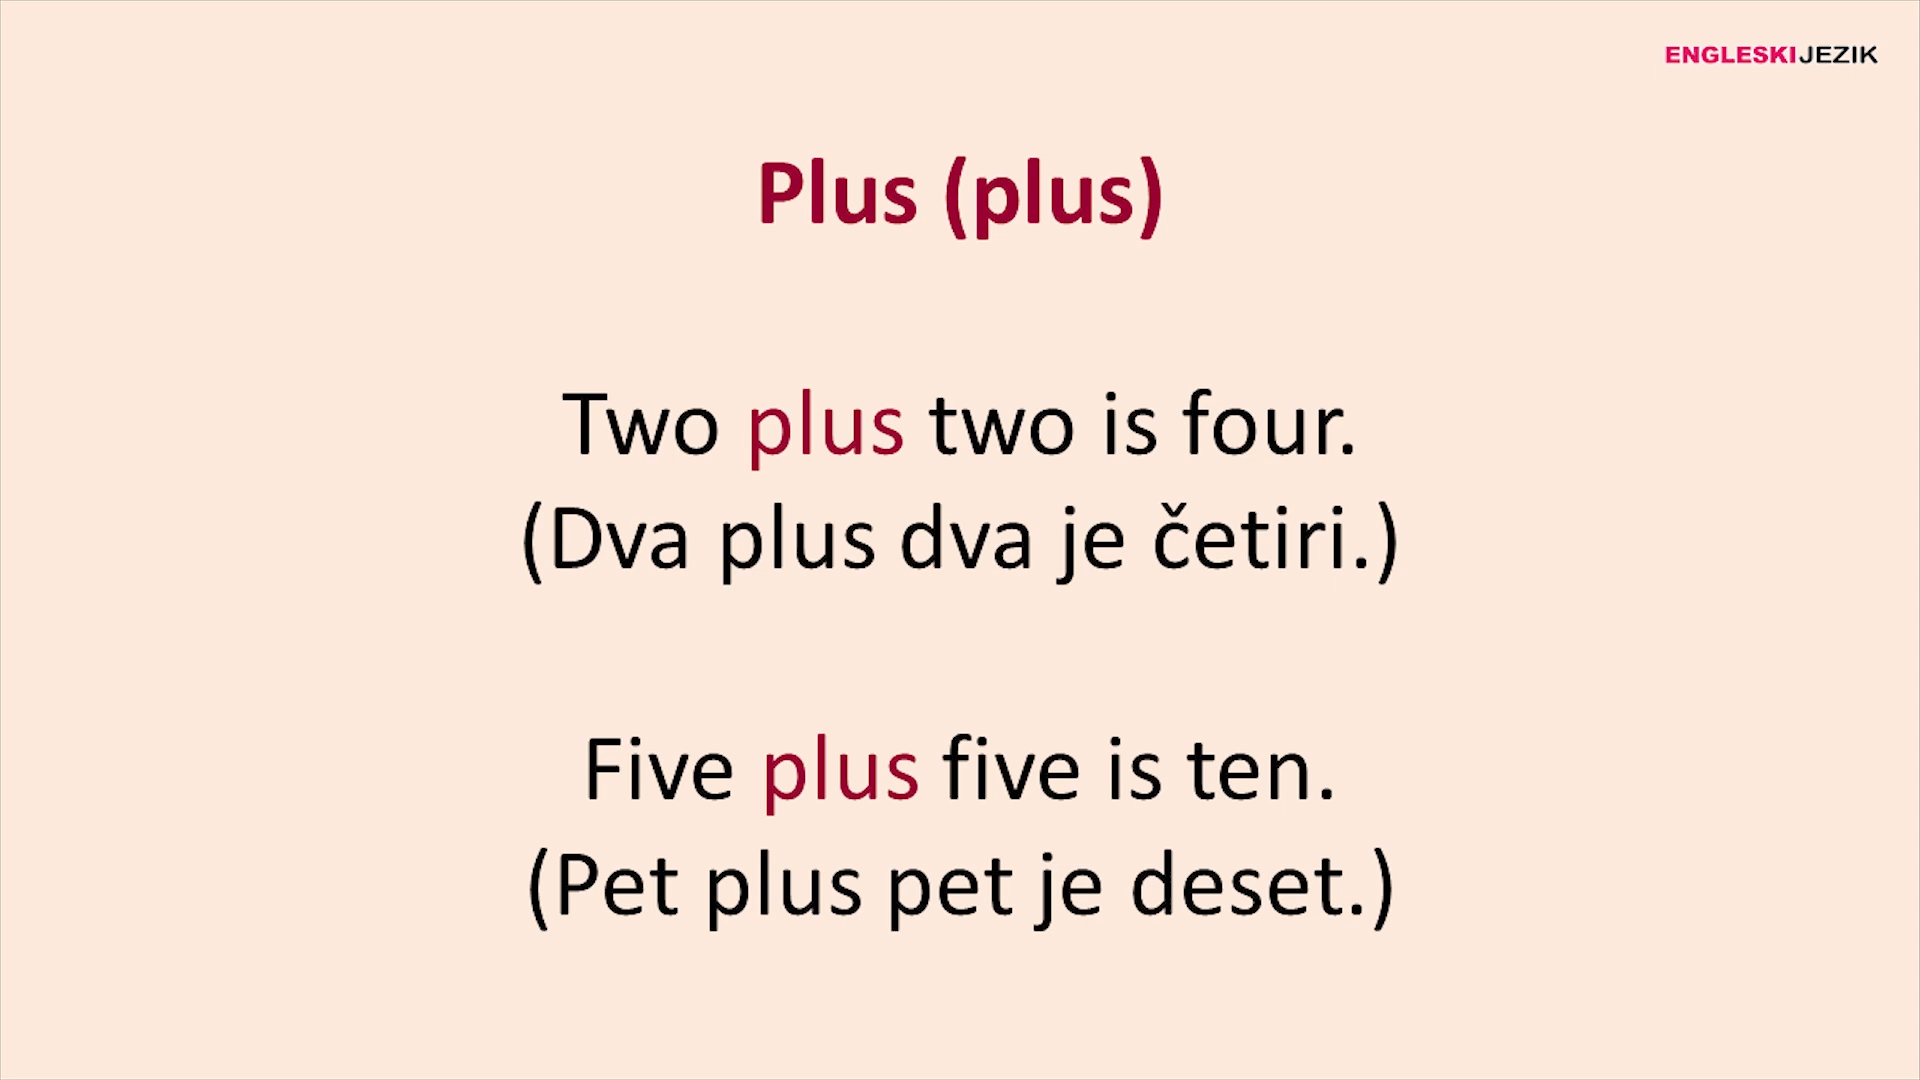 ENGLESKIJEZIK
Plus (plus)
Two plus two is four.
(Dva plus dva je četiri.)
Five plus five is ten.
(Pet plus pet je deset.)